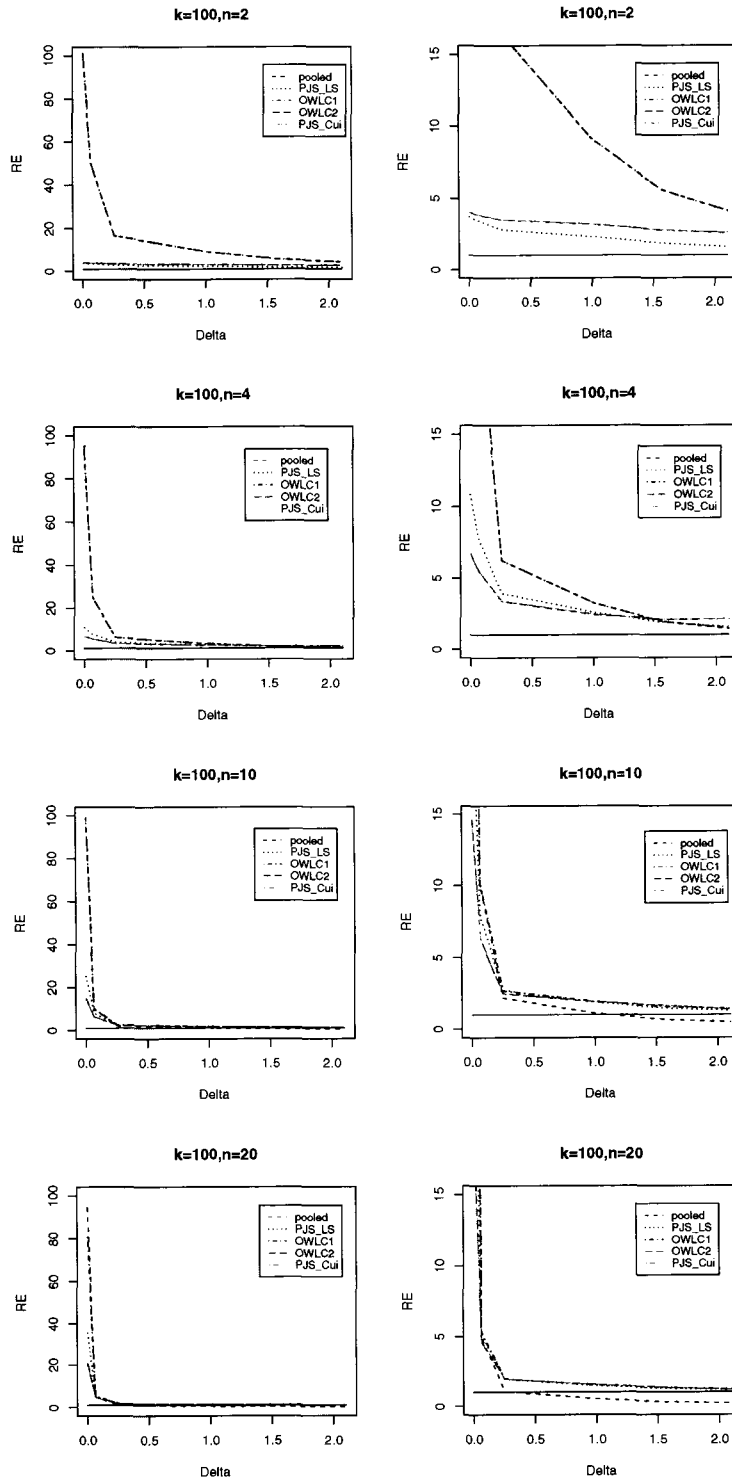 k=100,n=2
RE
100
80
60
40
20
0
pooled
PJS_LS
OWLC1
OWLC2
PJS_Cui
0.0 0.5 1.0 1.5 2.0
Delta
k=100,n=2
RE
15
10
5
0
pooled
PJS_LS
OWLC1
OWLC2
PJS_Cui
0.0 0.5 1.0 1.5 2.0
Delta
k=100,n=4
RE
100
80
60
40
20
0
pooled
PJS_LS
OWLC1
OWLC2
PJS_Cui
0.0 0.5 1.0 1.5 2.0
Delta
k=100,n=4
RE
15
10
5
0
pooled
PJS_LS
OWLC1
OWLC2
PJS_Cui
0.0 0.5 1.0 1.5 2.0
Delta
k=100,n=10
RE
100
80
60
40
20
0
pooled
PJS_LS
OWLC1
OWLC2
PJS_Cui
0.0 0.5 1.0 1.5 2.0
Delta
k=100,n=10
RE
15
10
5
0
pooled
PJS_LS
OWLC1
OWLC2
PJS_Cui
0.0 0.5 1.0 1.5 2.0
Delta
k=100,n=20
RE
100
80
60
40
20
0
pooled
PJS_LS
OWLC1
OWLC2
PJS_Cui
0.0 0.5 1.0 1.5 2.0
Delta
k=100,n=20
RE
15
10
5
0
pooled
PJS_LS
OWLC1
OWLC2
PJS_Cui
0.0 0.5 1.0 1.5 2.0
Delta